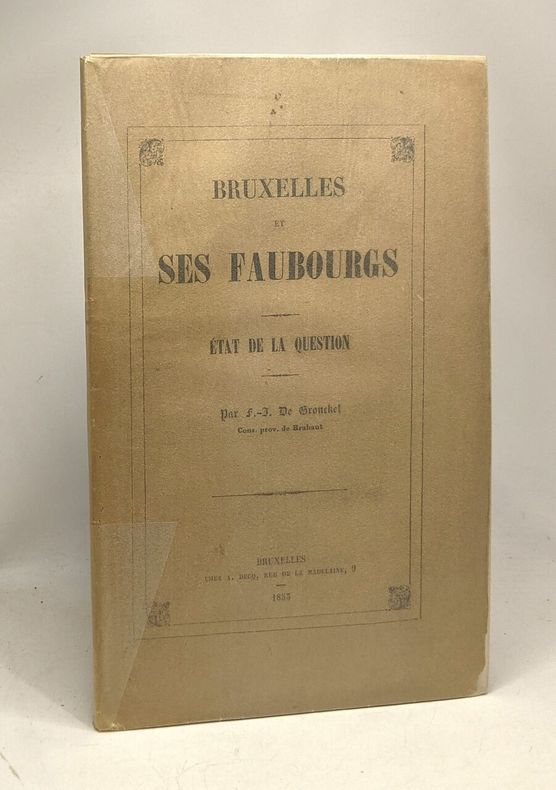 BRUXELLES
ET
SES FAUBOURGS
ÉTAT DE LA QUESTION
Par F.-J. De Gronckel
Cons. prov. de Brabant
BRUXELLES
CHEZ A. DECQ, RUE DE LA MADELAINE, 9
1853